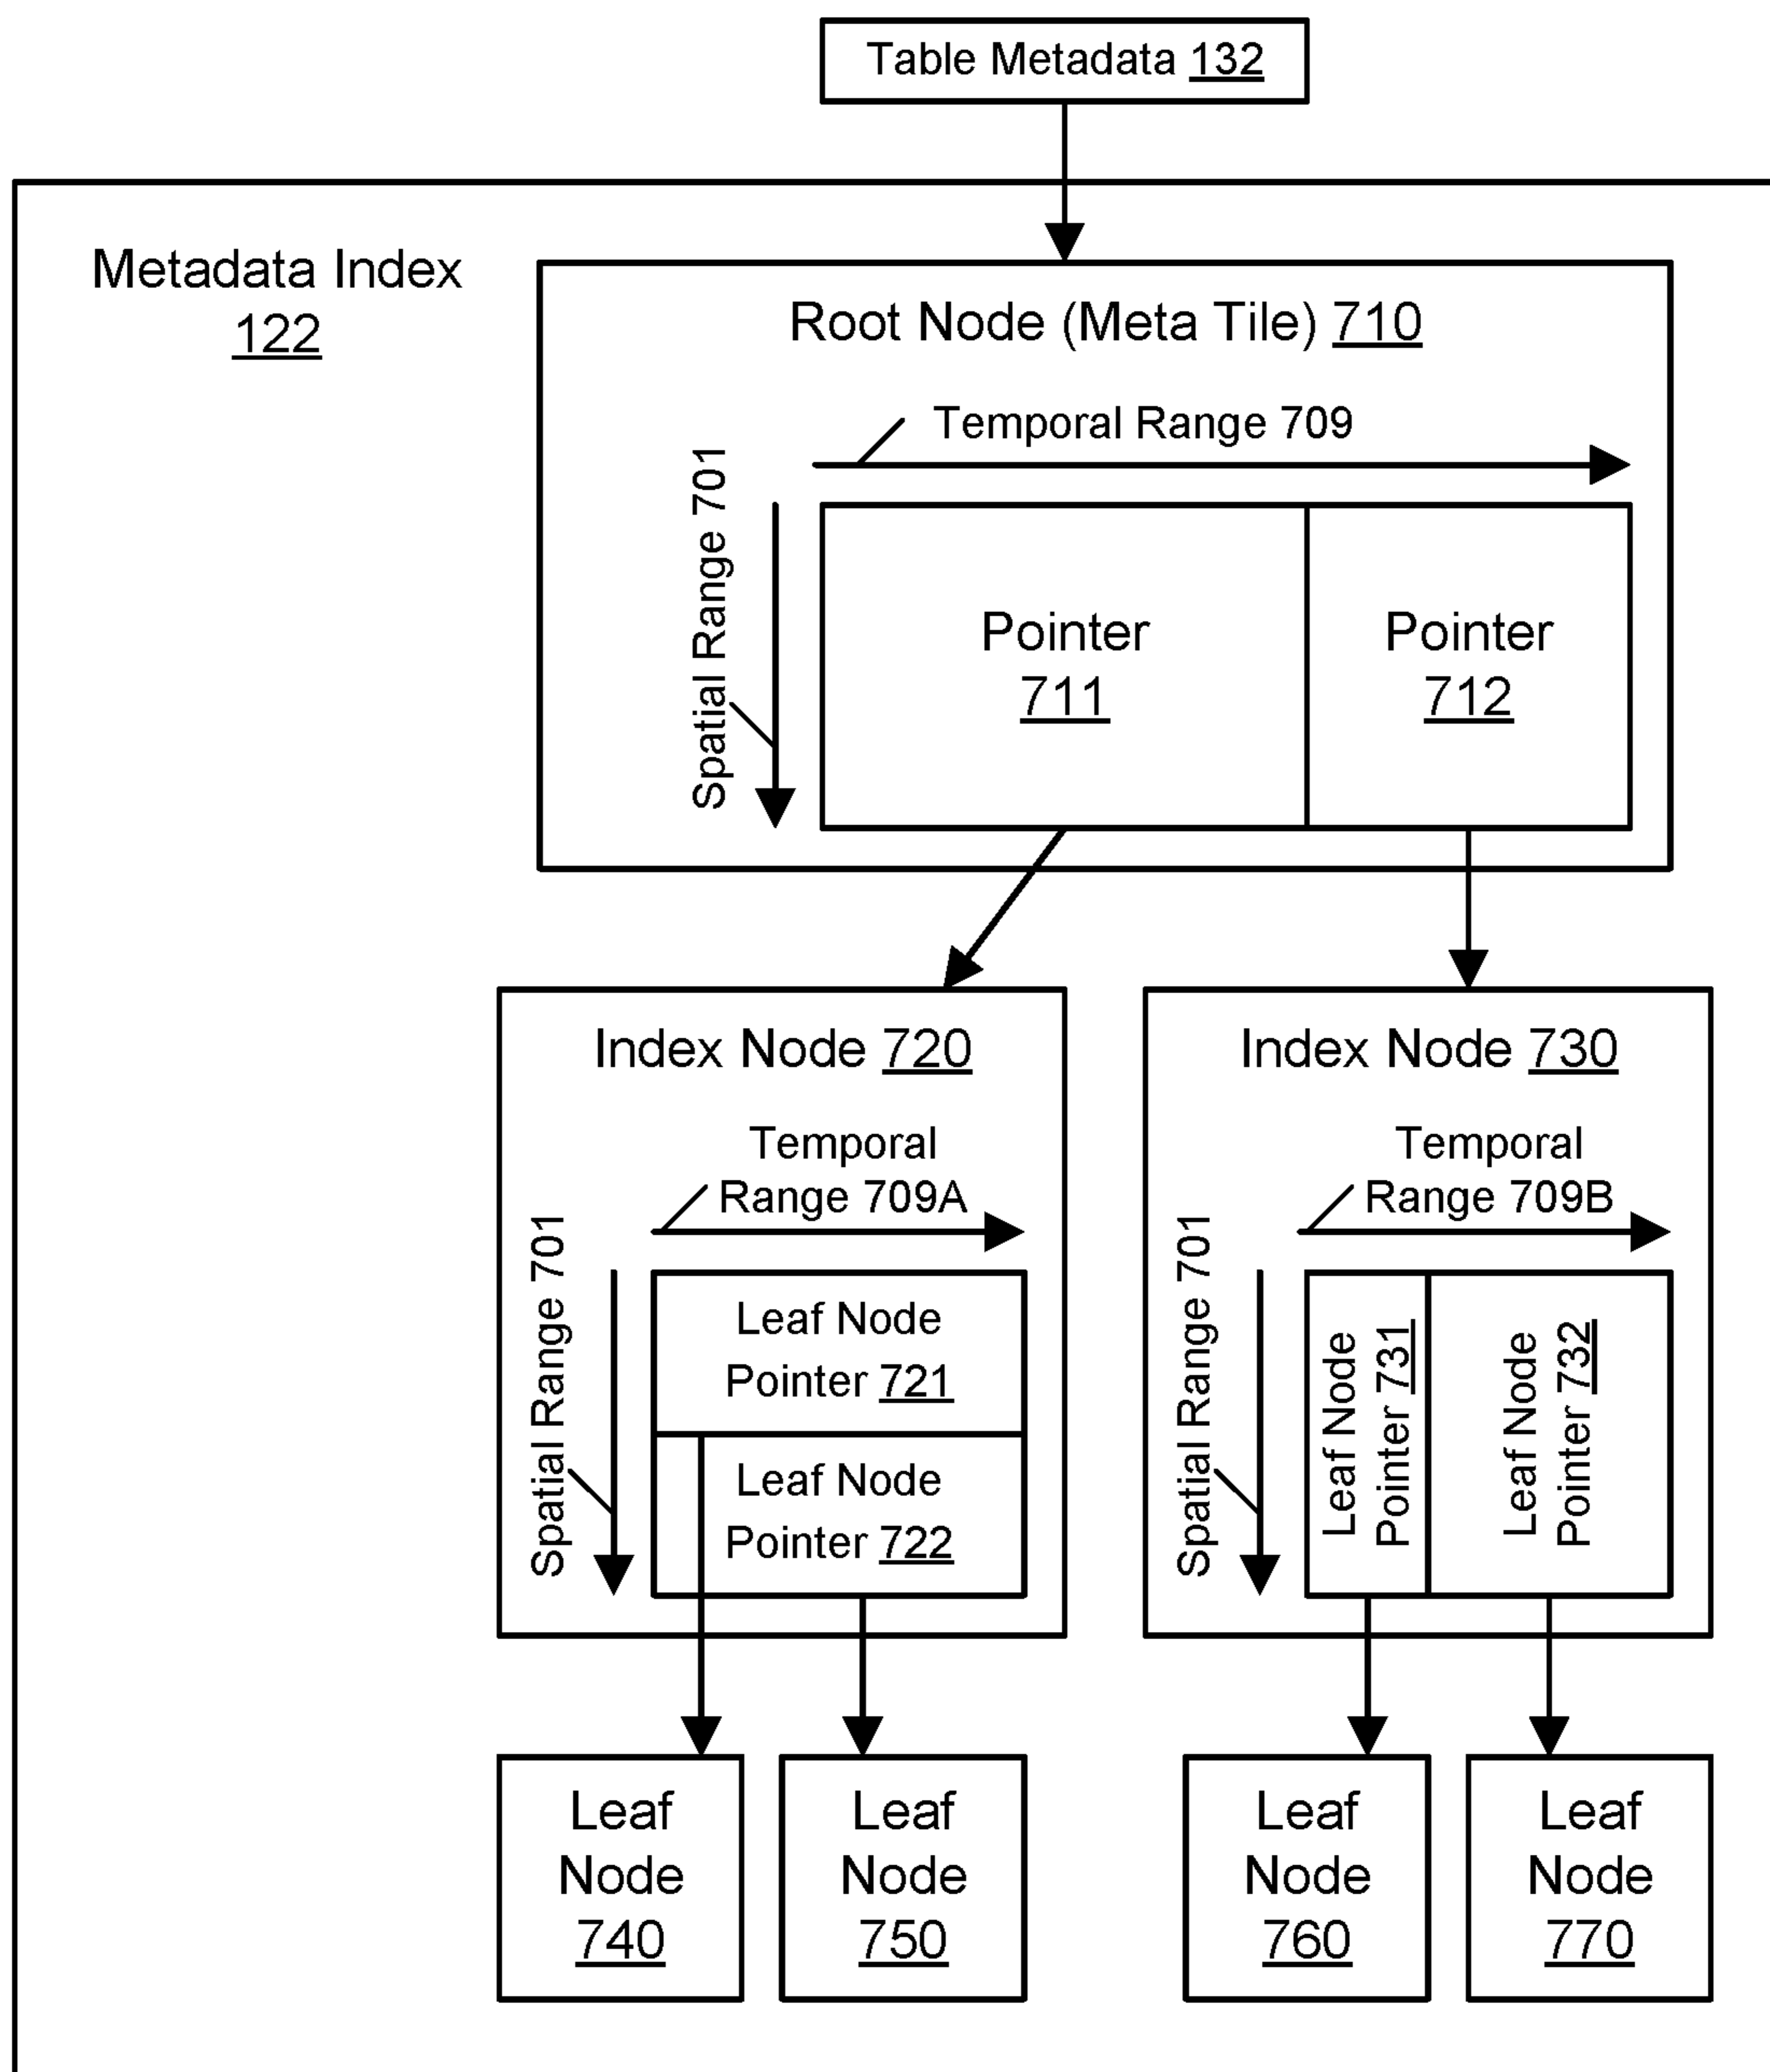 Table Metadata 132
Metadata Index
122
Root Node (Meta Tile) 710
Temporal Range 709
Spatial Range 701
Pointer
711
Pointer
712
Index Node 720
Temporal
Range 709A
Spatial Range 701
Leaf Node
Pointer 721
Leaf Node
Pointer 722
Index Node 730
Temporal
Range 709B
Spatial Range 701
Leaf Node
Pointer 731
Leaf Node
Pointer 732
Leaf
Node
740
Leaf
Node
750
Leaf
Node
760
Leaf
Node
770